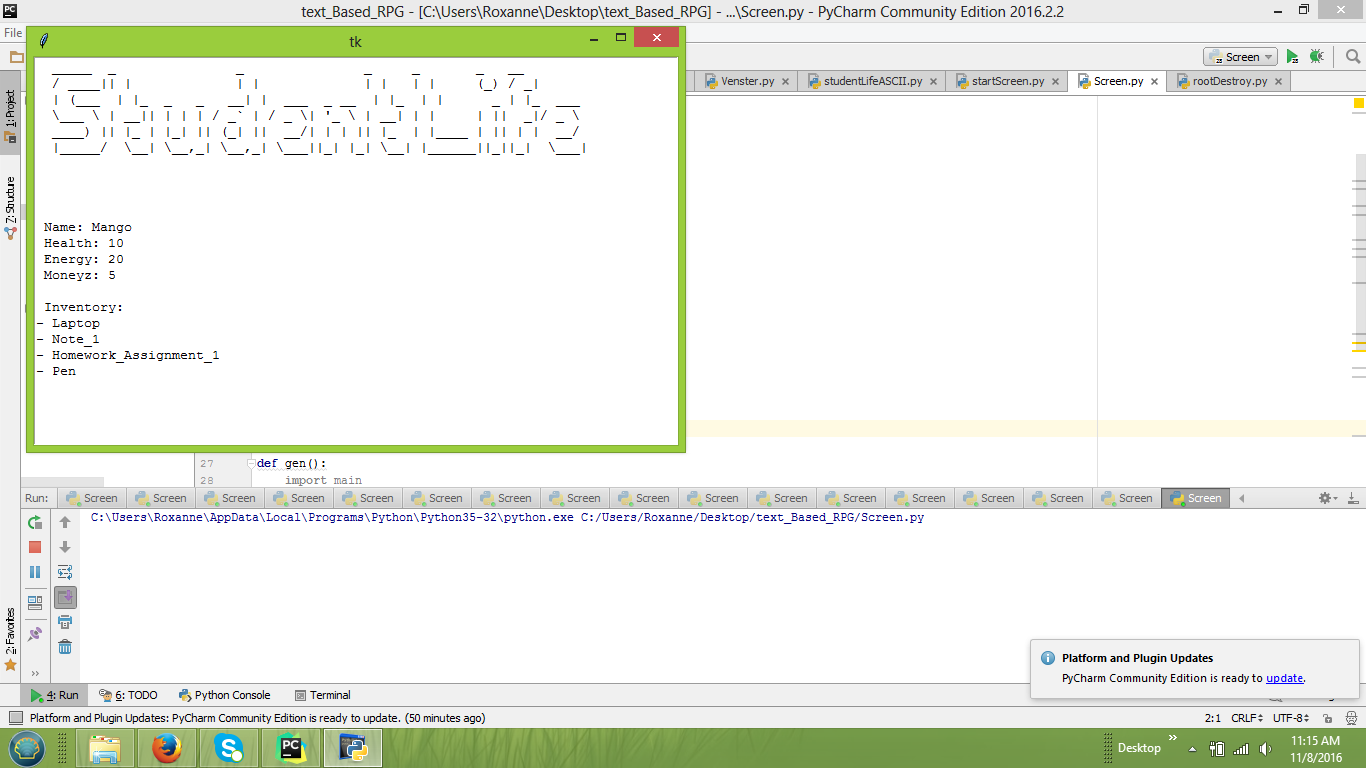 text_Based_RPG - [C:\Users\Roxanne\Desktop\text_Based_RPG] - ...\Screen.py - PyCharm Community Edition 2016.2.2
File
tk
Screen
Venster.py
studentLifeASCII.py
startScreen.py
Screen.py
rootDestroy.py
1: Project
Student Life
Z: Structure
Name: Mango
Health: 10
Energy: 20
Moneyz: 5
Inventory:
- Laptop
- Note_1
- Homework_Assignment_1
- Pen
27 def gen():
28 import main
Run: Screen Screen Screen Screen Screen Screen Screen Screen Screen Screen Screen Screen Screen Screen Screen Screen Screen
C:\Users\Roxanne\AppData\Local\Programs\Python\Python35-32\python.exe C:/Users/Roxanne/Desktop/text_Based_RPG/Screen.py
2: Favorites
Platform and Plugin Updates
PyCharm Community Edition is ready to update.
4: Run 6: TODO Python Console Terminal
Platform and Plugin Updates: PyCharm Community Edition is ready to update. (50 minutes ago)
2:1 CRLF UTF-8
Desktop
11:15 AM
11/8/2016